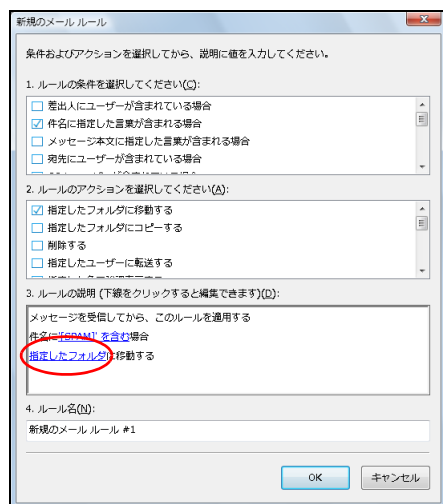 新規のメール ルール
条件およびアクションを選択してから、説明に値を入力してください。
1. ルールの条件を選択してください(C):
差出人にユーザーが含まれている場合
件名に指定した言葉が含まれる場合
メッセージ本文に指定した言葉が含まれる場合
宛先にユーザーが含まれている場合
2. ルールのアクションを選択してください(A):
指定したフォルダに移動する
指定したフォルダにコピーする
削除する
指定したユーザーに転送する
3. ルールの説明 (下線をクリックすると編集できます)(D):
メッセージを受信してから、このルールを適用する
件名に'[SPAM]' を含む場合
指定したフォルダに移動する
4. ルール名(N):
新規のメール ルール #1
OK
キャンセル